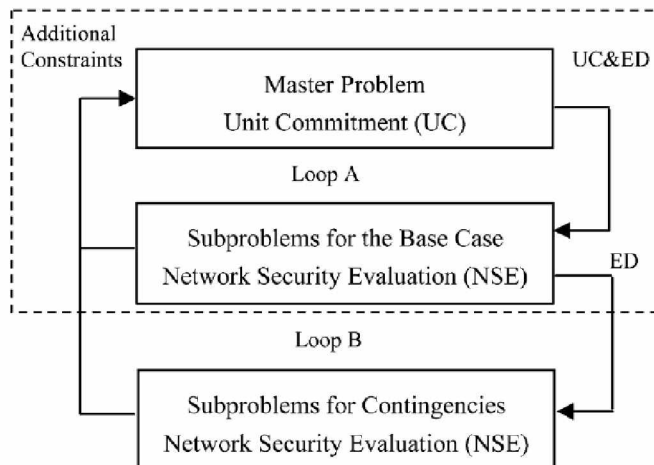 Additional
Constraints
UC&ED
Master Problem
Unit Commitment (UC)
Loop A
Subproblems for the Base Case
Network Security Evaluation (NSE)
ED
Loop B
Subproblems for Contingencies
Network Security Evaluation (NSE)